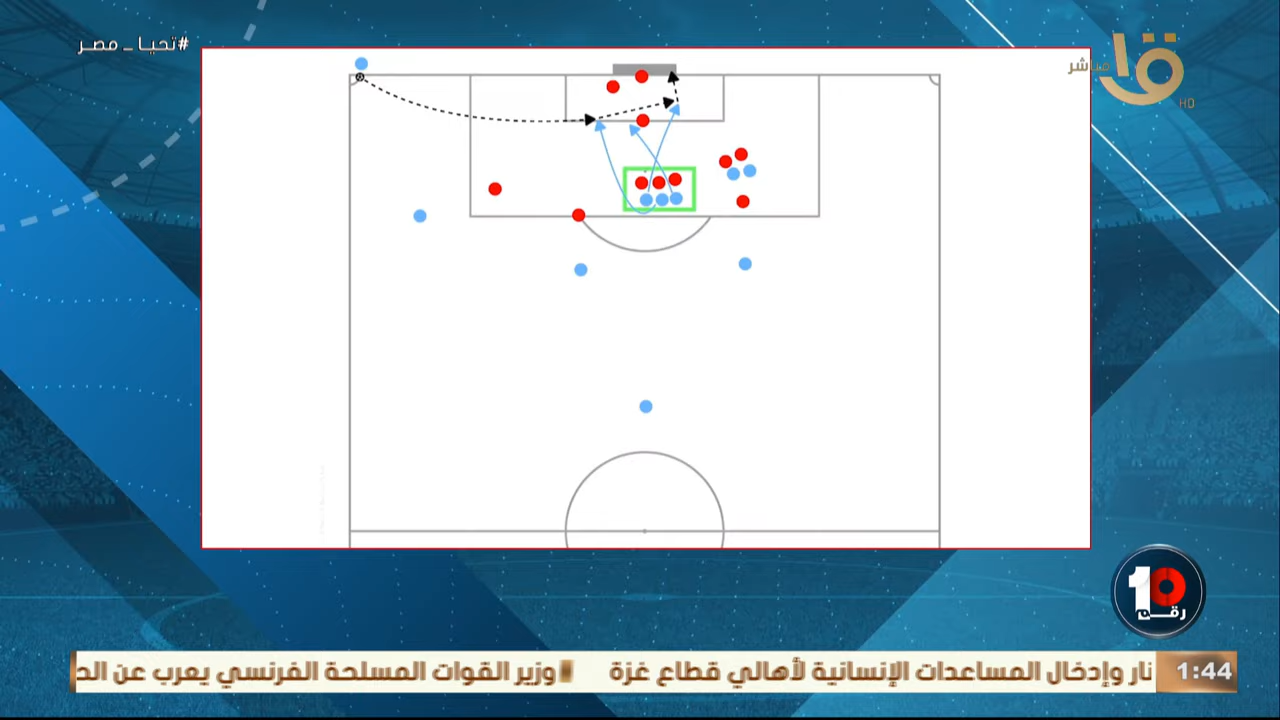 #تحيا_مصر
مباشر
HD
10
رقم
1:44
نار وإدخال المساعدات الإنسانية لأهالي قطاع غزة
وزير القوات المسلحة الفرنسي يعرب عن الد